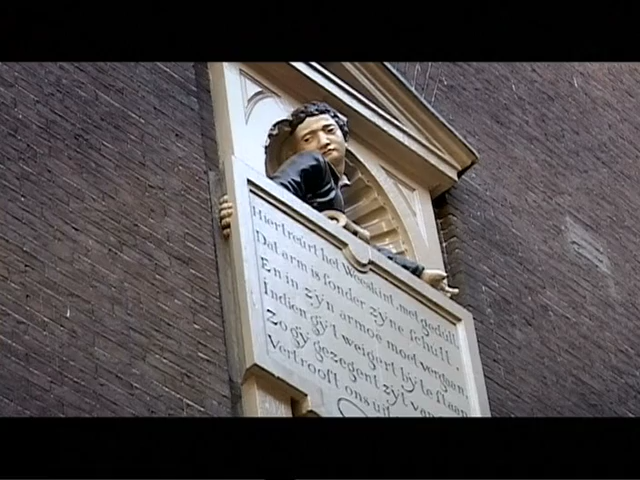 Hier treurt het Weeskint met gedult,
Dat arm is sonder zyne schult,
En in zyn armoe moet vergaan,
Indien gy't weigert by te staan,
Zo gy gezegent zyt van
Vertroost ons uit